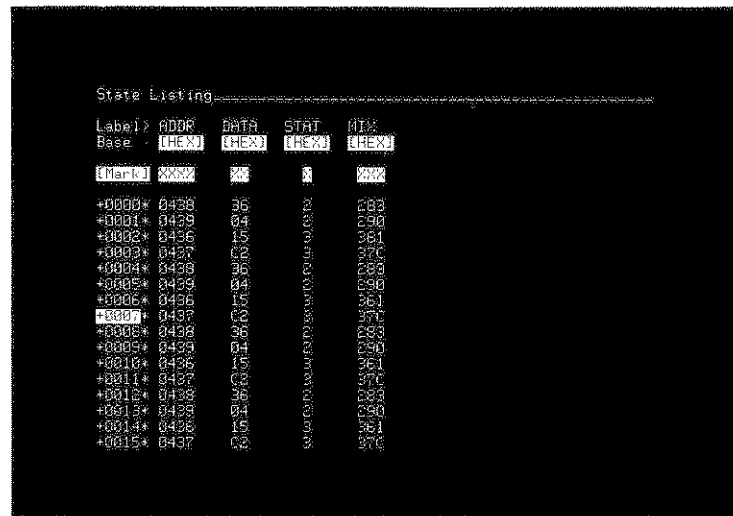 State Listing
Label> ADDR DATA STAT MIX
Base [HEX] [HEX] [HEX] [HEX]
[Mark] XXXX XX X XXX
+0000* 0438 36 2 283
+0001* 0439 04 2 290
+0002* 0436 15 3 361
+0003* 0437 C2 3 37C
+0004* 0438 36 2 283
+0005* 0439 04 2 290
+0006* 0436 15 3 361
+0007* 0437 C2 3 37C
+0008* 0438 36 2 283
+0009* 0439 04 2 290
+0010* 0436 15 3 361
+0011* 0437 C2 3 37C
+0012* 0438 36 2 283
+0013* 0439 04 2 290
+0014* 0436 15 3 361
+0015* 0437 C2 3 37C